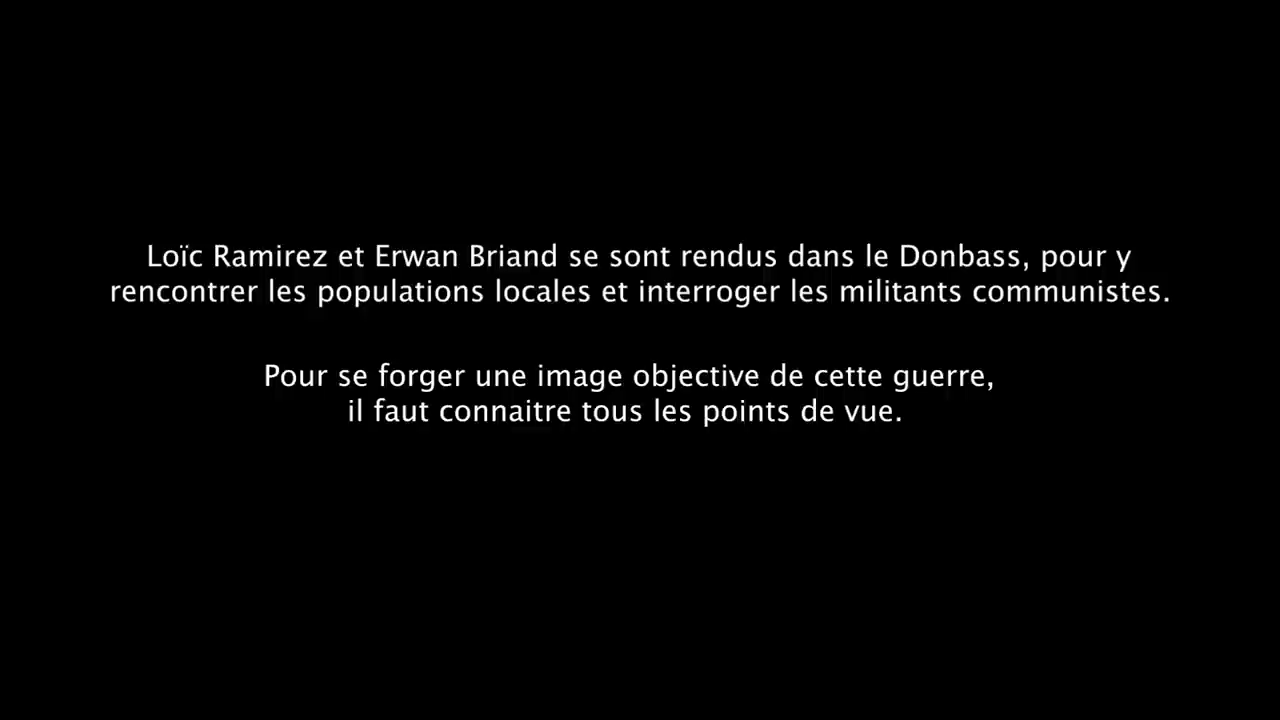 Loïc Ramirez et Erwan Briand se sont rendus dans le Donbass, pour y
rencontrer les populations locales et interroger les militants communistes.
Pour se forger une image objective de cette guerre,
il faut connaitre tous les points de vue.